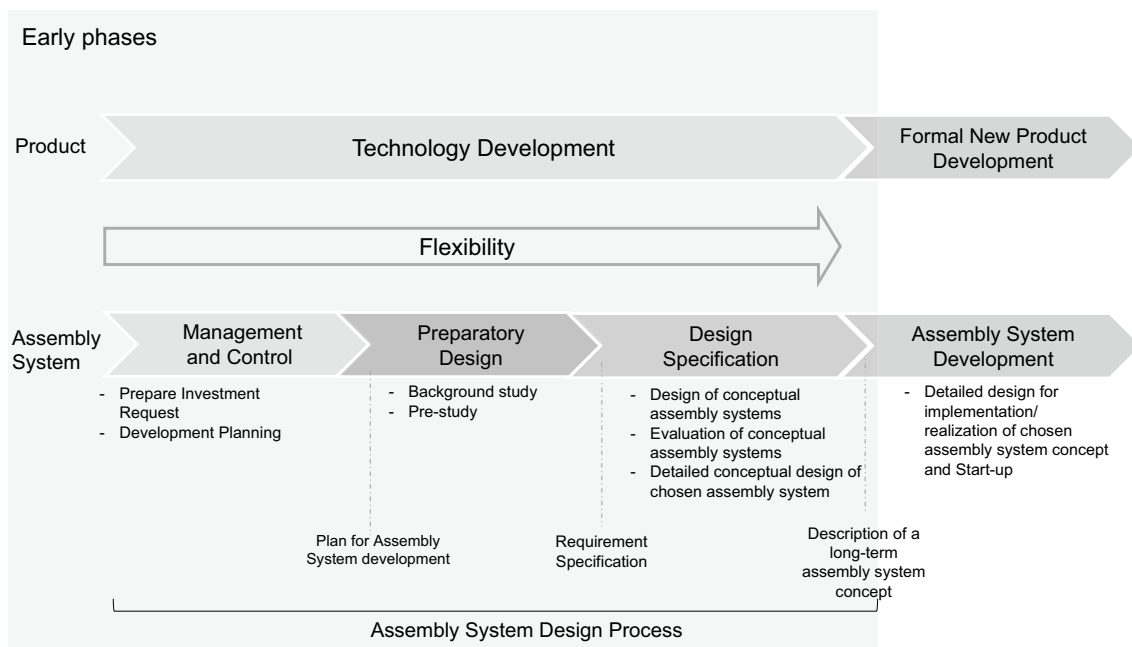 Early phases
Product
Technology Development
Formal New Product
Development
Flexibility
Assembly
System
Management
and Control
Preparatory
Design
Design
Specification
Assembly System
Development
- Prepare Investment
Request
- Development Planning
- Background study
- Pre-study
- Design of conceptual
assembly systems
- Evaluation of conceptual
assembly systems
- Detailed conceptual design of
chosen assembly system
- Detailed design for
implementation/
realization of chosen
assembly system concept
and Start-up
Plan for Assembly
System development
Requirement
Specification
Description of a
long-term
assembly system
concept
Assembly System Design Process